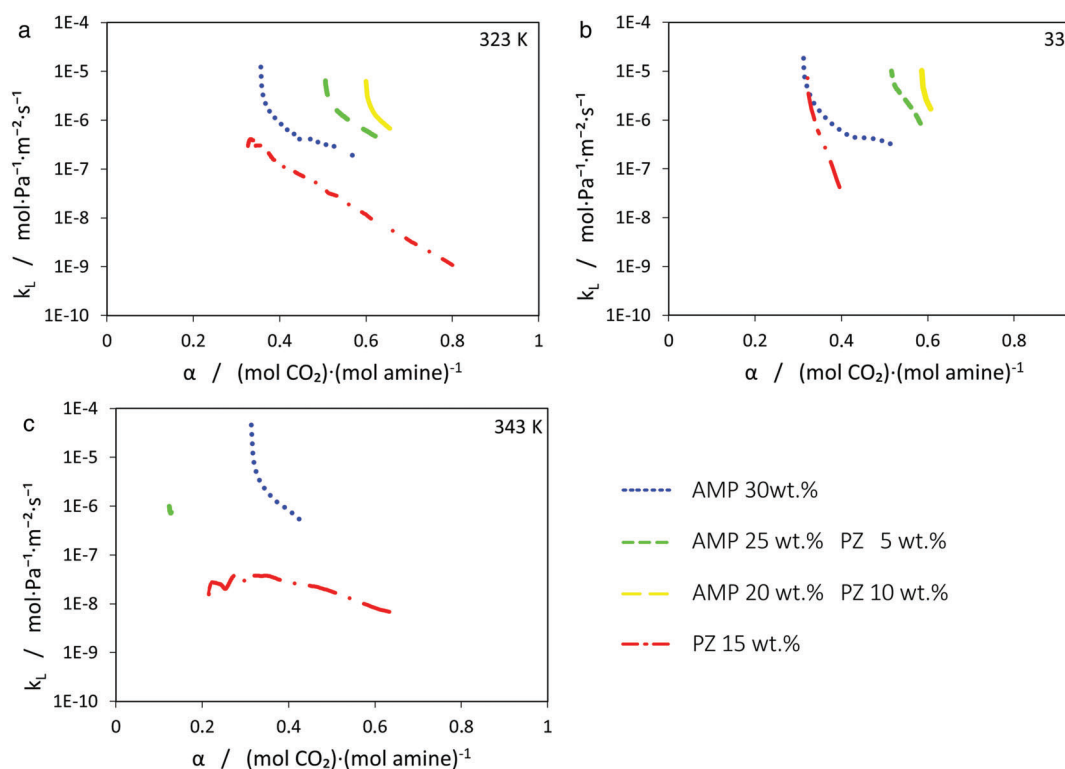 a
323 K
1E-4
1E-5
1E-6
1E-7
1E-8
1E-9
1E-10
k_L / mol·Pa⁻¹·m⁻²·s⁻¹
0 0.2 0.4 0.6 0.8 1
α / (mol CO₂)·(mol amine)⁻¹
b
33
1E-4
1E-5
1E-6
1E-7
1E-8
1E-9
1E-10
k_L / mol·Pa⁻¹·m⁻²·s⁻¹
0 0.2 0.4 0.6 0.8
α / (mol CO₂)·(mol amine)⁻¹
c
343 K
1E-4
1E-5
1E-6
1E-7
1E-8
1E-9
1E-10
k_L / mol·Pa⁻¹·m⁻²·s⁻¹
0 0.2 0.4 0.6 0.8 1
α / (mol CO₂)·(mol amine)⁻¹
AMP 30wt.%
AMP 25 wt.% PZ 5 wt.%
AMP 20 wt.% PZ 10 wt.%
PZ 15 wt.%